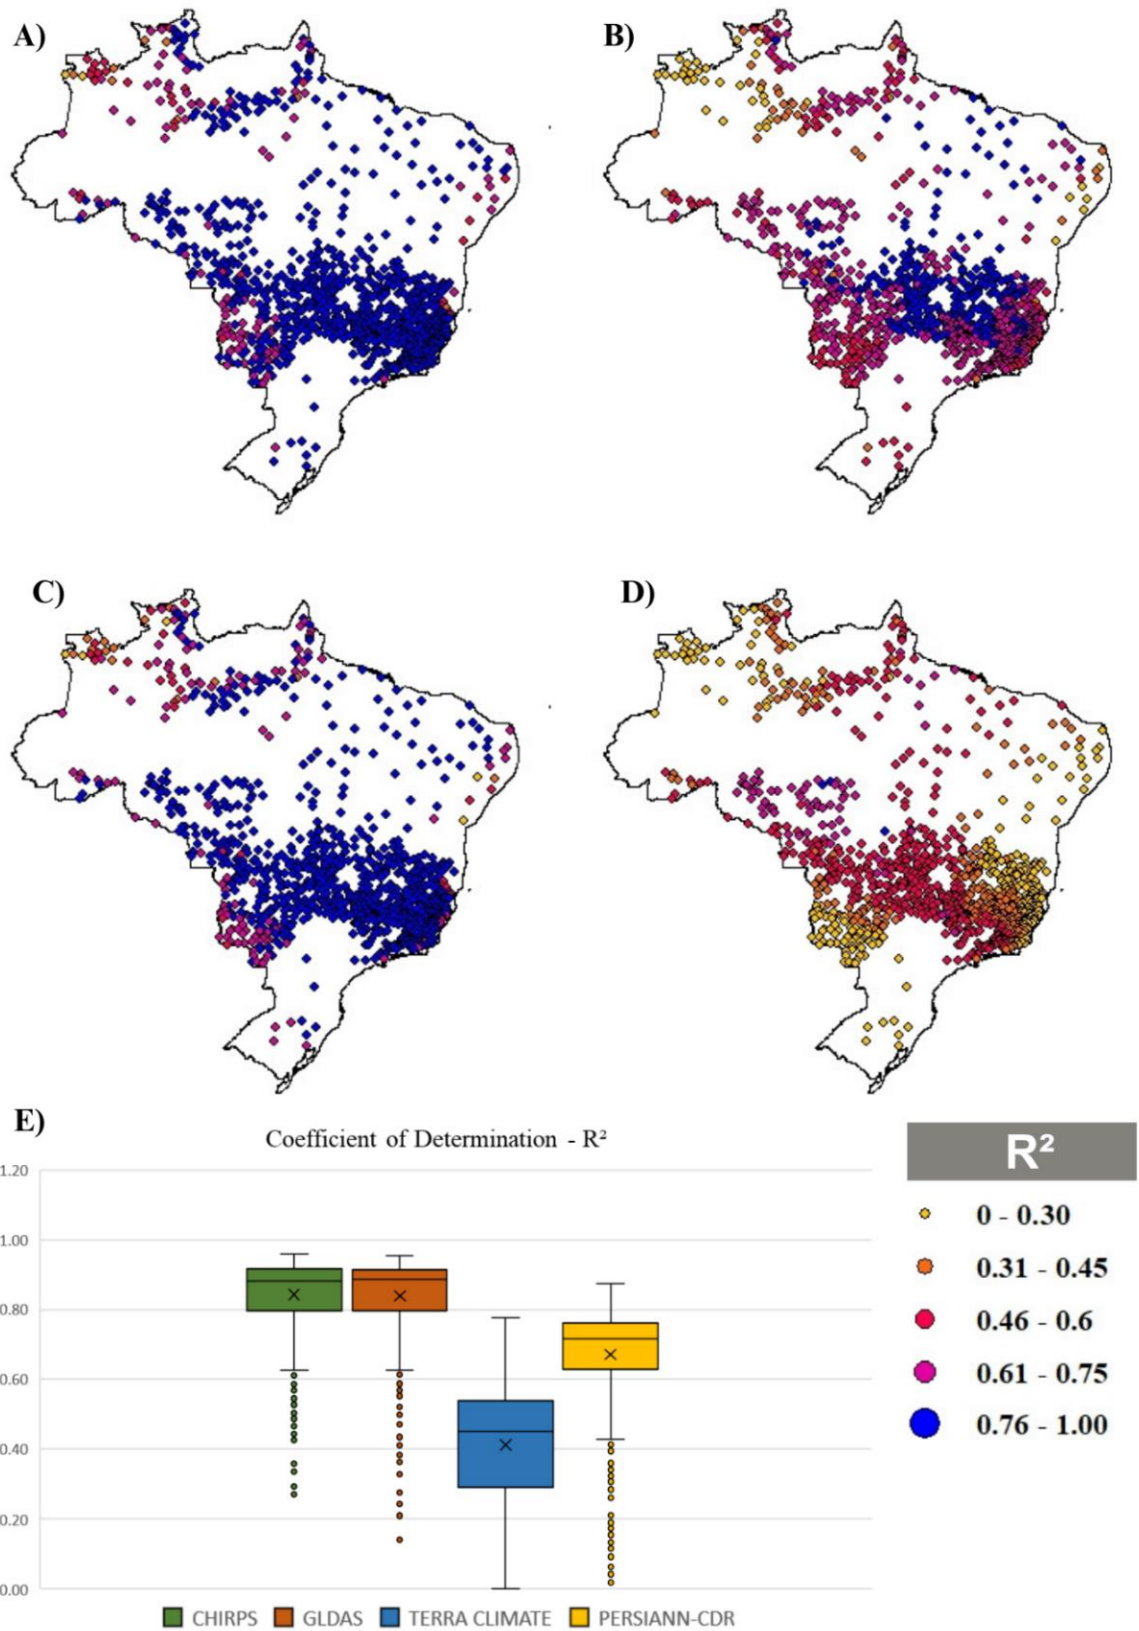 A)
B)
C)
D)
E)
Coefficient of Determination - R²
1.20
1.00
0.80
0.60
0.40
0.20
0.00
CHIRPS GLDAS TERRA CLIMATE PERSIANN-CDR
R²
0 - 0.30
0.31 - 0.45
0.46 - 0.6
0.61 - 0.75
0.76 - 1.00